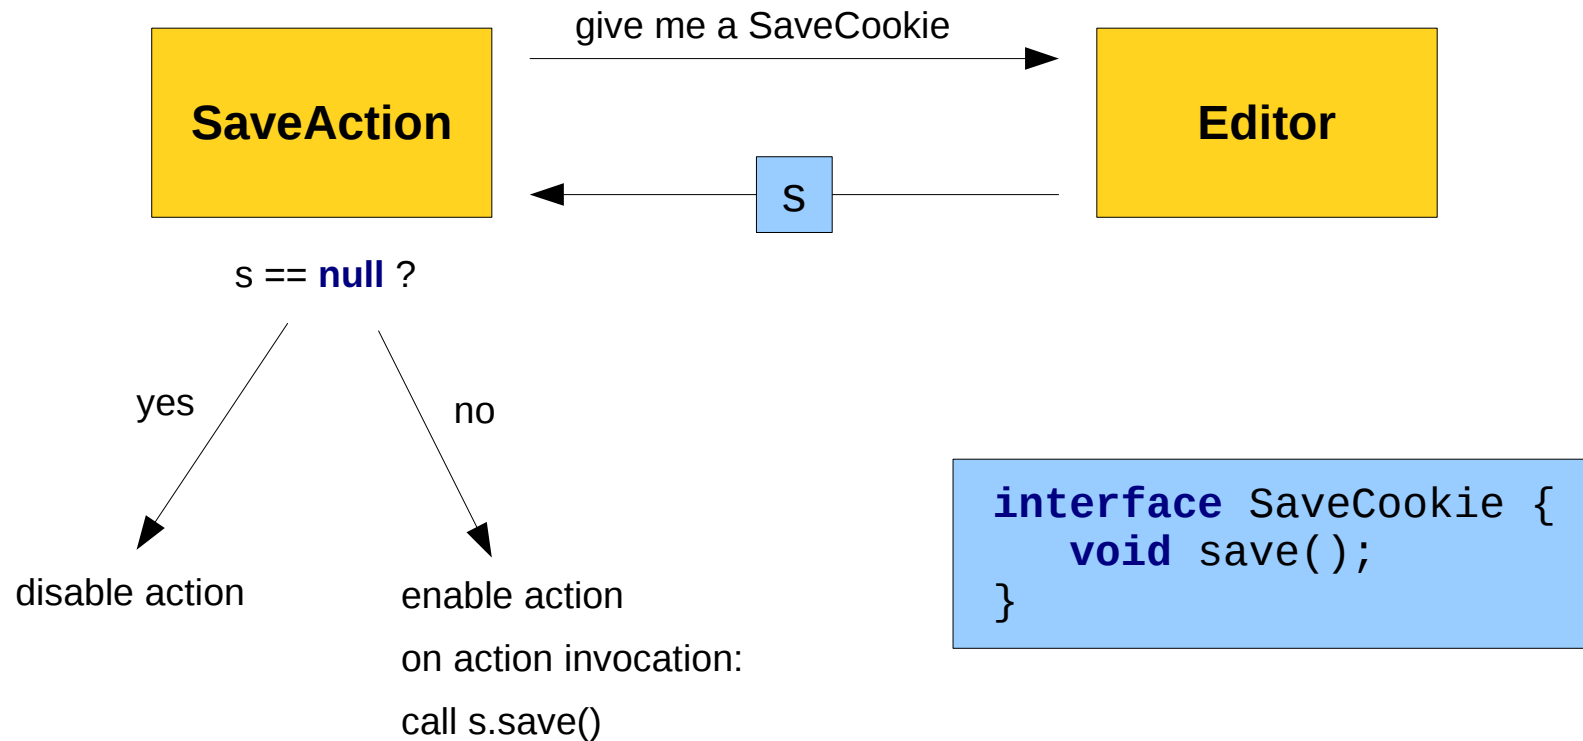 give me a SaveCookie
SaveAction
Editor
s
s == null ?
yes
no
disable action
enable action
on action invocation:
call s.save()
interface SaveCookie {
   void save();
}